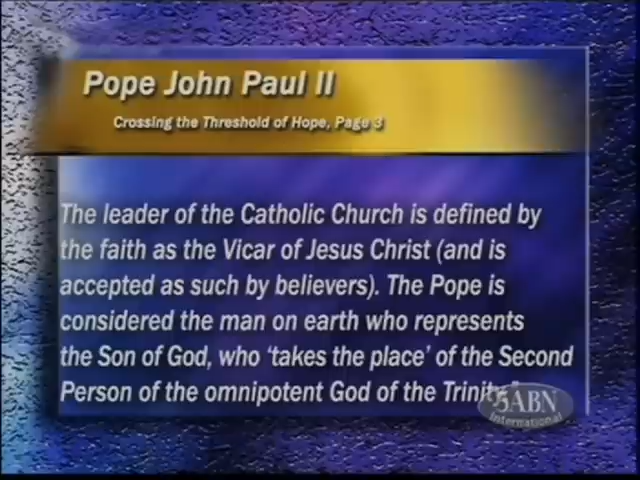 Pope John Paul II
Crossing the Threshold of Hope, Page 3
The leader of the Catholic Church is defined by
the faith as the Vicar of Jesus Christ (and is
accepted as such by believers). The Pope is
considered the man on earth who represents
the Son of God, who ‘takes the place’ of the Second
Person of the omnipotent God of the Trinity.
3ABN
International